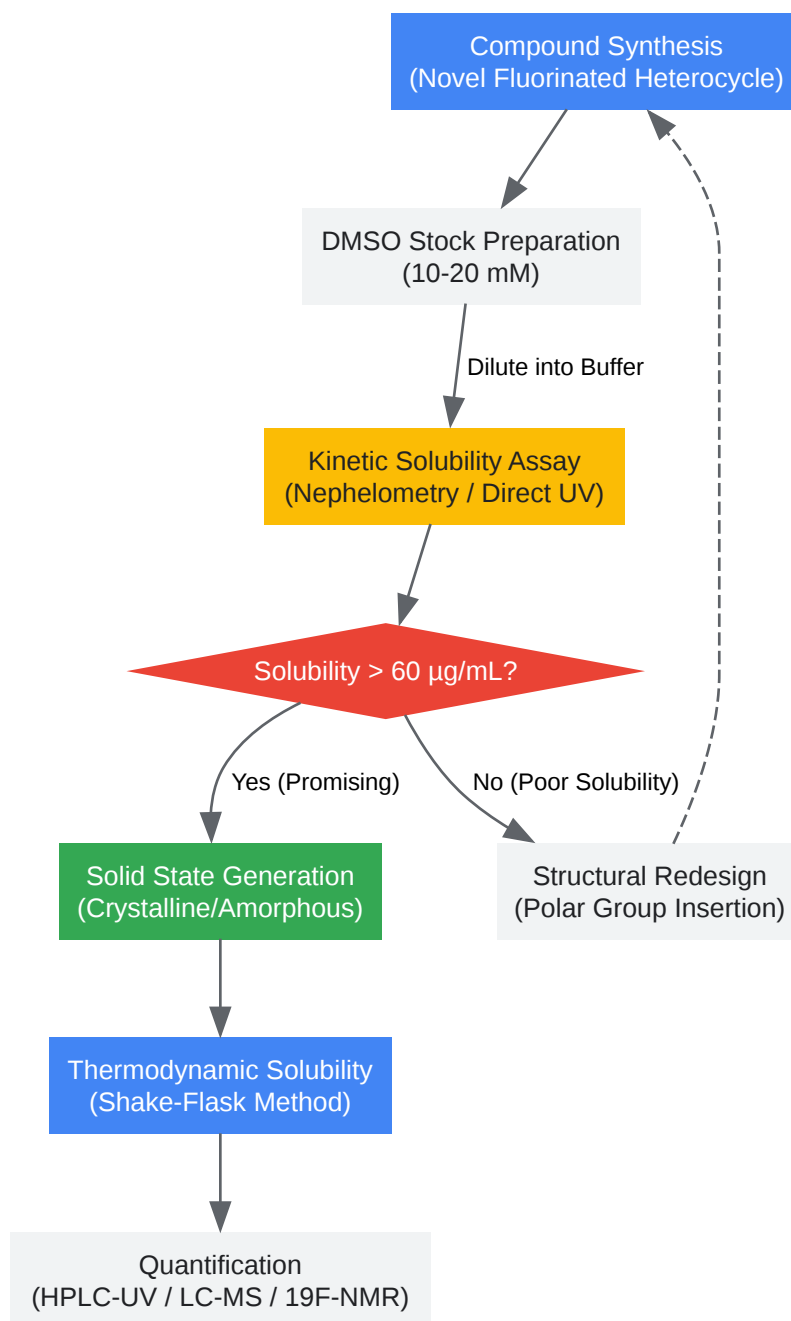 Compound Synthesis
(Novel Fluorinated Heterocycle)
DMSO Stock Preparation
(10-20 mM)
Dilute into Buffer
Kinetic Solubility Assay
(Nephelometry / Direct UV)
Solubility > 60 µg/mL?
Yes (Promising)
No (Poor Solubility)
Solid State Generation
(Crystalline/Amorphous)
Structural Redesign
(Polar Group Insertion)
Thermodynamic Solubility
(Shake-Flask Method)
Quantification
(HPLC-UV / LC-MS / 19F-NMR)